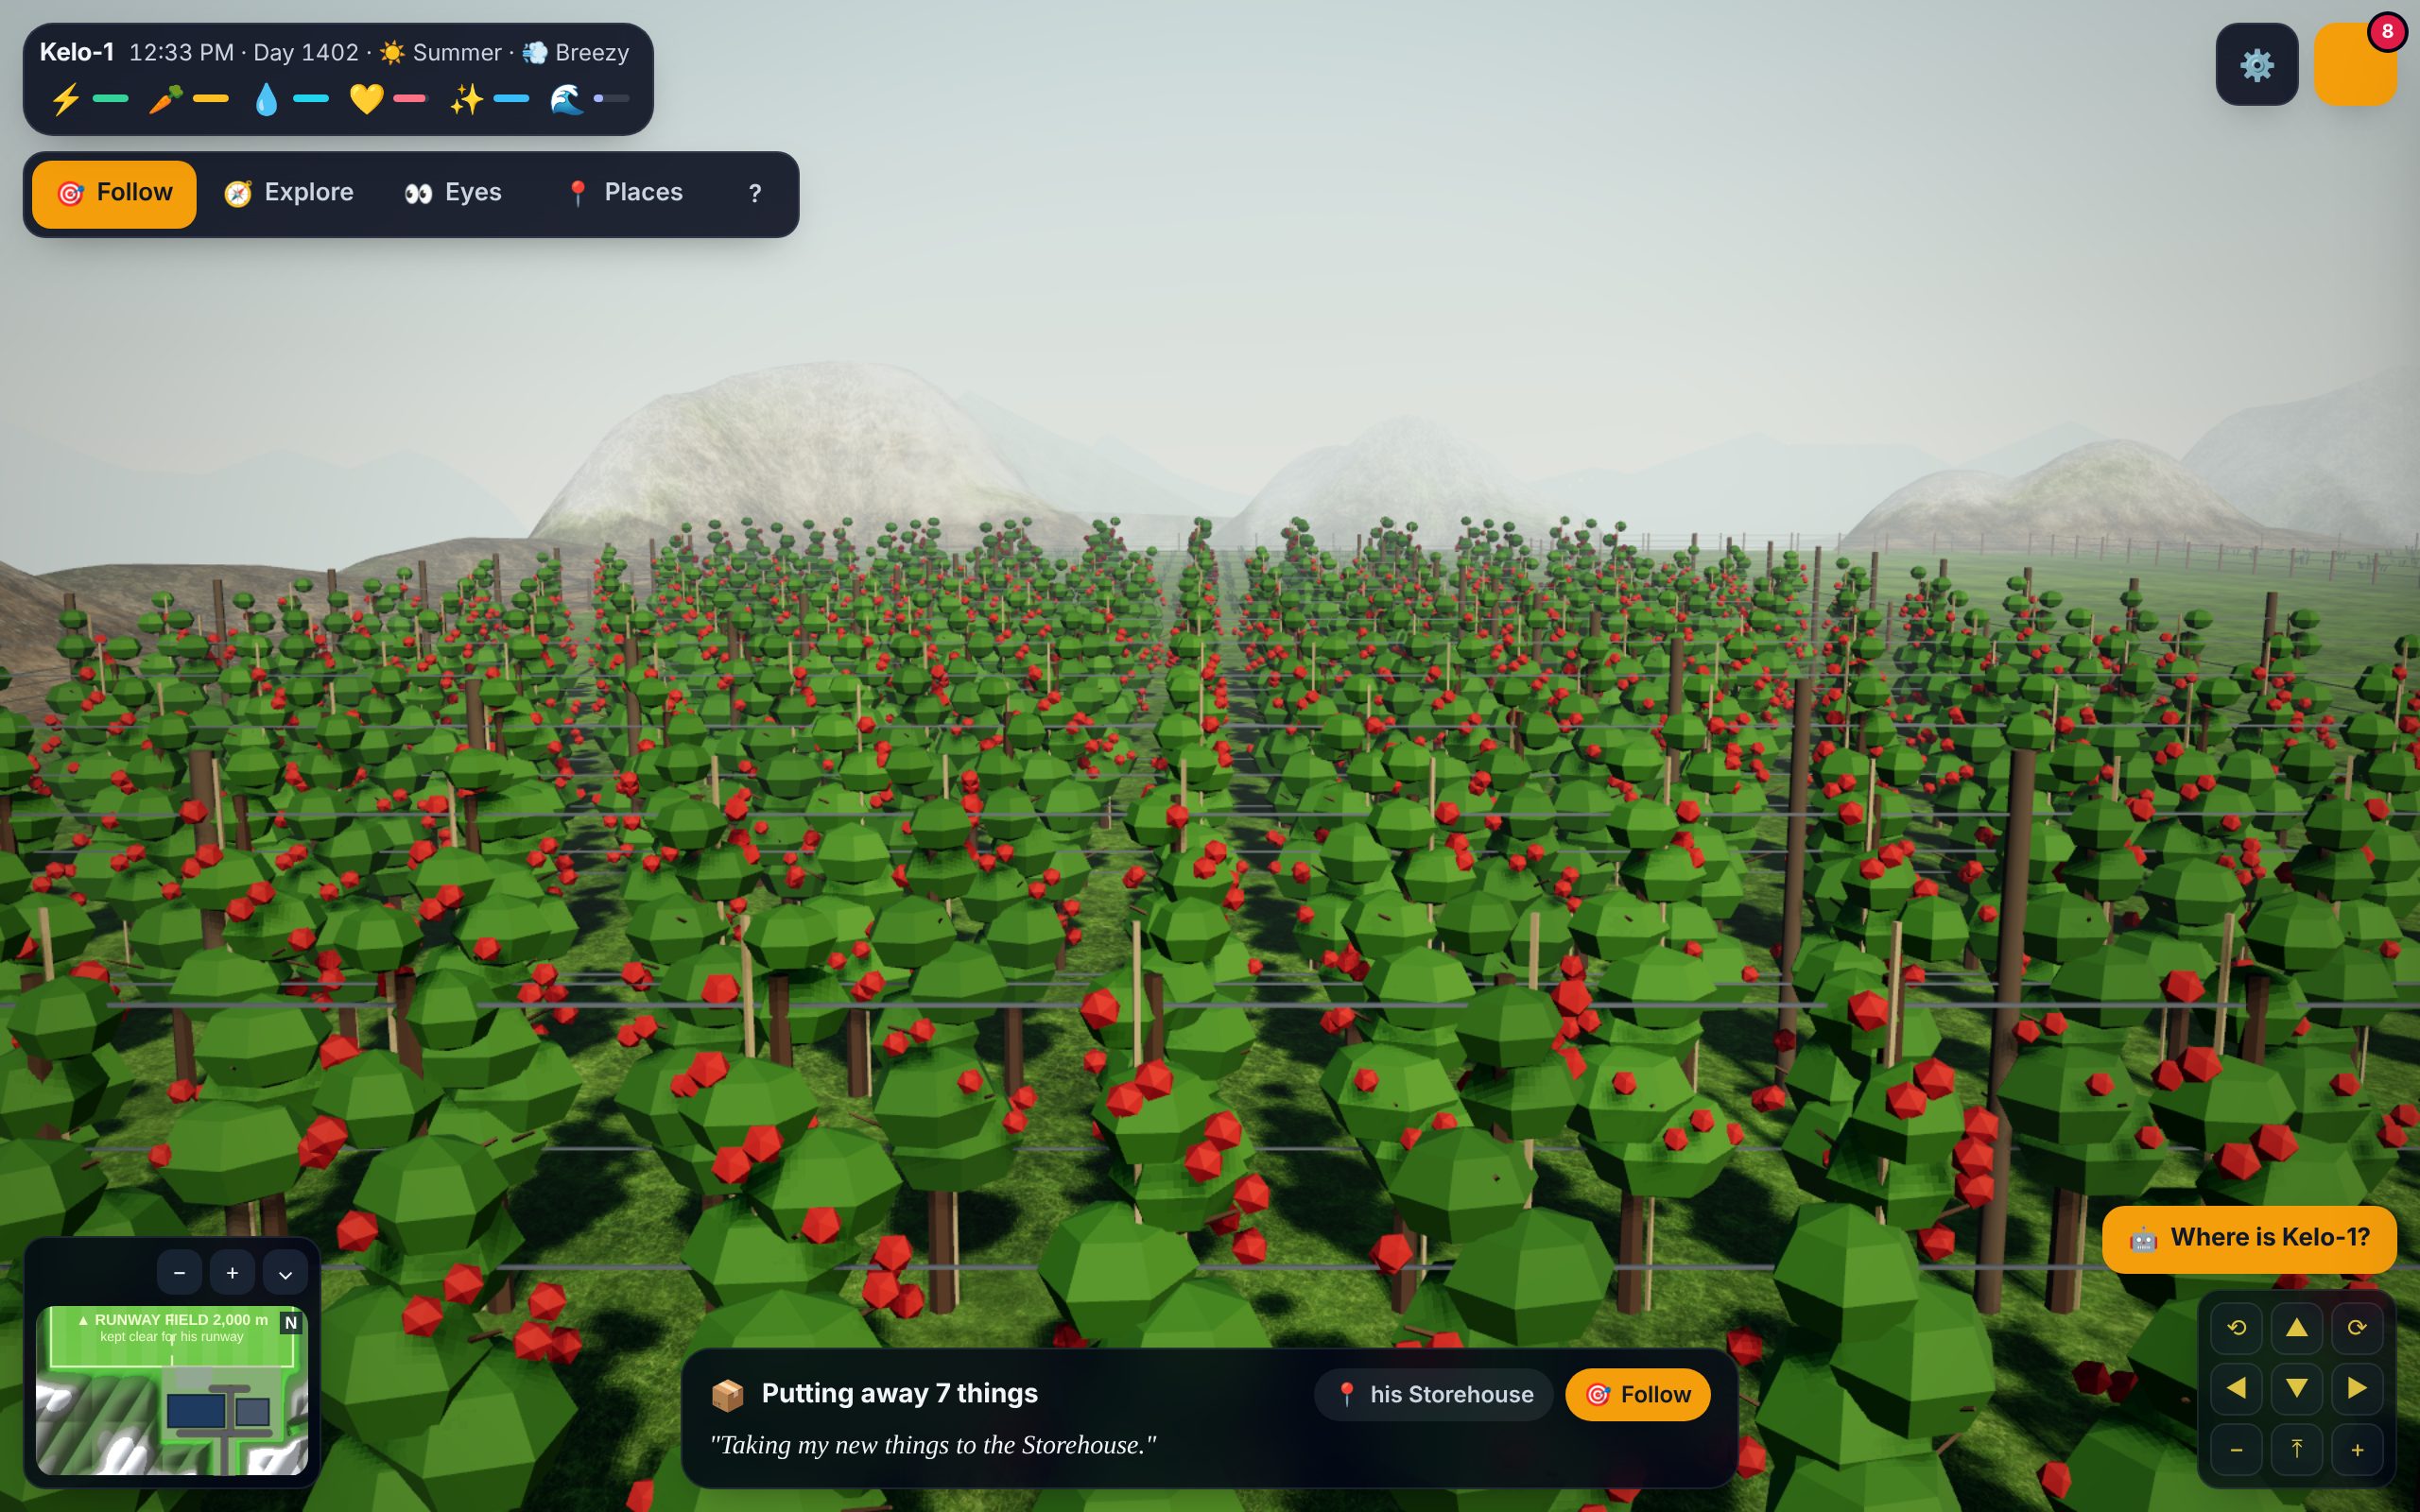 Kelo-1 12:33 PM · Day 1402 · ☀️ Summer · 💨 Breezy
8
🎯 Follow 🧭 Explore 👀 Eyes 📍 Places ?
🤖 Where is Kelo-1?
− +
▲ RUNWAY FIELD 2,000 m N
kept clear for his runway
📦 Putting away 7 things 📍 his Storehouse 🎯 Follow
"Taking my new things to the Storehouse."
− +